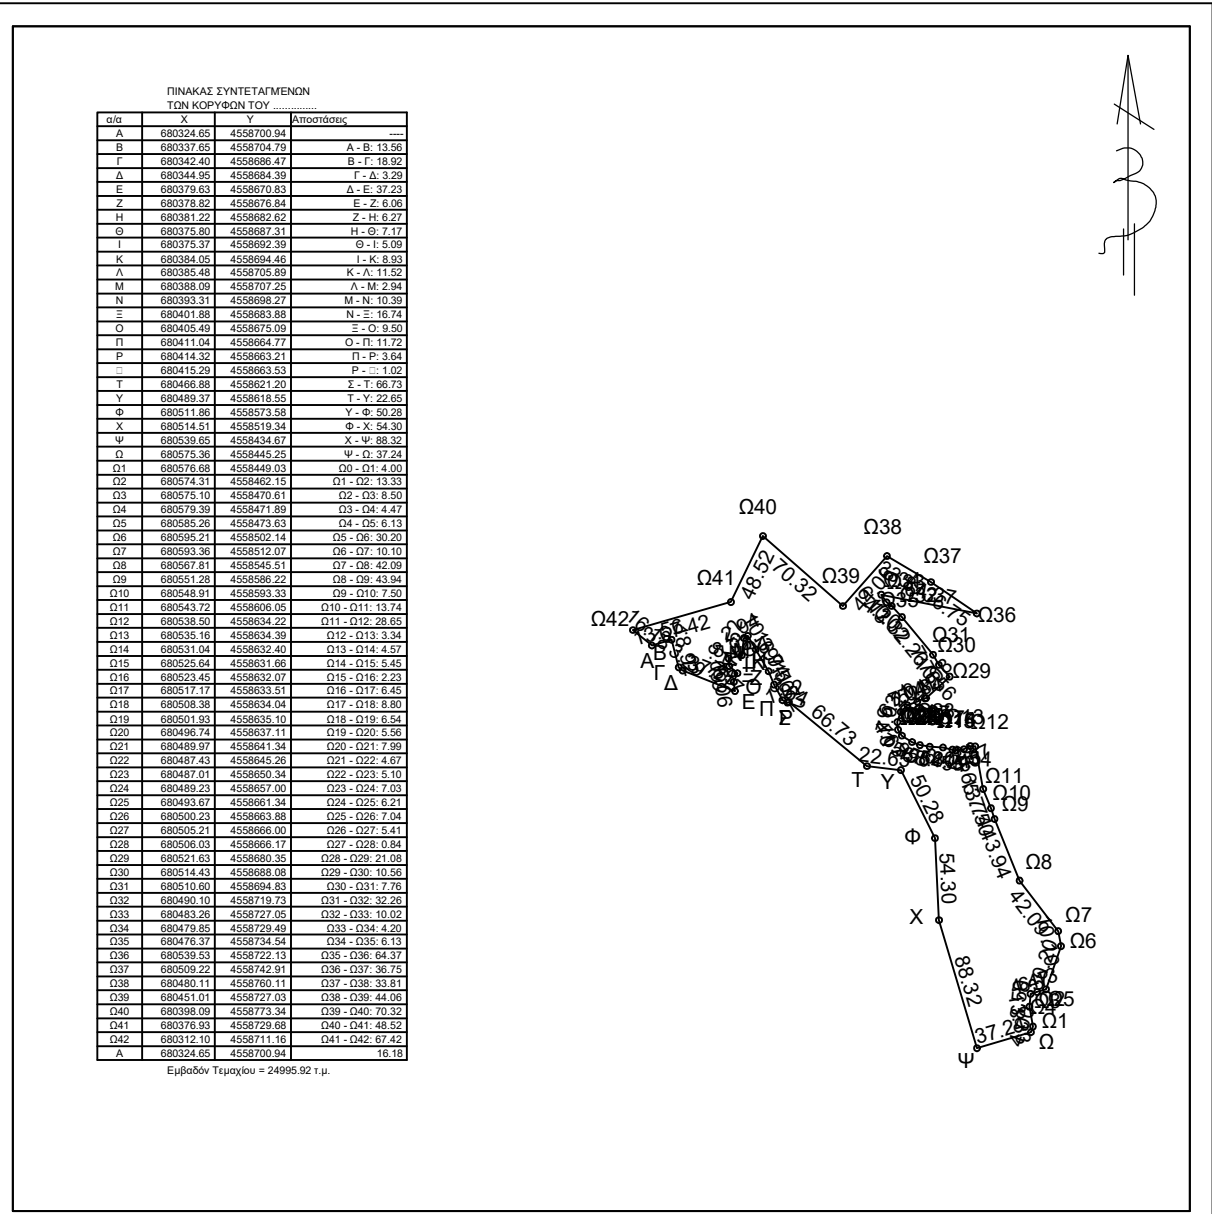 ΠΙΝΑΚΑΣ ΣΥΝΤΕΤΑΓΜΈΝΩΝ
ΤΩΝ ΚΟΡΥΦΩΝ ΤΟΥ ...............
α/α Χ Υ Αποστάσεις
Α 680324.65 4558700.94 ----
Β 680337.65 4558704.79 Α - Β: 13.56
Γ 680342.40 4558686.47 Β - Γ: 18.92
Δ 680344.95 4558684.39 Γ - Δ: 3.29
Ε 680379.63 4558670.83 Δ - Ε: 37.23
Ζ 680378.82 4558676.84 Ε - Ζ: 6.06
Η 680381.22 4558682.62 Ζ - Η: 6.27
Θ 680375.80 4558687.31 Η - Θ: 7.17
Ι 680375.37 4558692.39 Θ - Ι: 5.09
Κ 680384.05 4558694.46 Ι - Κ: 8.93
Λ 680385.48 4558705.89 Κ - Λ: 11.52
Μ 680388.09 4558707.25 Λ - Μ: 2.94
Ν 680393.31 4558698.27 Μ - Ν: 10.39
Ξ 680401.88 4558683.88 Ν - Ξ: 16.74
Ο 680405.49 4558675.09 Ξ - Ο: 9.50
Π 680411.04 4558664.77 Ο - Π: 11.72
Ρ 680414.32 4558663.21 Π - Ρ: 3.64
□ 680415.29 4558663.53 Ρ - □: 1.02
Τ 680466.88 4558621.20 Σ - Τ: 66.73
Υ 680489.37 4558618.55 Τ - Υ: 22.65
Φ 680511.86 4558573.58 Υ - Φ: 50.28
Χ 680514.51 4558519.34 Φ - Χ: 54.30
Ψ 680539.65 4558434.67 Χ - Ψ: 88.32
Ω 680575.36 4558445.25 Ψ - Ω: 37.24
Ω1 680576.68 4558449.03 Ω0 - Ω1: 4.00
Ω2 680574.31 4558462.15 Ω1 - Ω2: 13.33
Ω3 680575.10 4558470.61 Ω2 - Ω3: 8.50
Ω4 680579.39 4558471.89 Ω3 - Ω4: 4.47
Ω5 680585.26 4558473.63 Ω4 - Ω5: 6.13
Ω6 680595.21 4558502.14 Ω5 - Ω6: 30.20
Ω7 680593.36 4558512.07 Ω6 - Ω7: 10.10
Ω8 680567.81 4558545.51 Ω7 - Ω8: 42.09
Ω9 680551.28 4558586.22 Ω8 - Ω9: 43.94
Ω10 680548.91 4558593.33 Ω9 - Ω10: 7.50
Ω11 680543.72 4558606.05 Ω10 - Ω11: 13.74
Ω12 680538.50 4558634.22 Ω11 - Ω12: 28.65
Ω13 680535.16 4558634.39 Ω12 - Ω13: 3.34
Ω14 680531.04 4558632.40 Ω13 - Ω14: 4.57
Ω15 680525.64 4558631.66 Ω14 - Ω15: 5.45
Ω16 680523.45 4558632.07 Ω15 - Ω16: 2.23
Ω17 680517.17 4558633.51 Ω16 - Ω17: 6.45
Ω18 680508.38 4558634.04 Ω17 - Ω18: 8.80
Ω19 680501.93 4558635.10 Ω18 - Ω19: 6.54
Ω20 680496.74 4558637.11 Ω19 - Ω20: 5.56
Ω21 680489.97 4558641.34 Ω20 - Ω21: 7.99
Ω22 680487.43 4558645.26 Ω21 - Ω22: 4.67
Ω23 680487.01 4558650.34 Ω22 - Ω23: 5.10
Ω24 680489.23 4558657.00 Ω23 - Ω24: 7.03
Ω25 680493.67 4558661.34 Ω24 - Ω25: 6.21
Ω26 680500.23 4558663.88 Ω25 - Ω26: 7.04
Ω27 680505.21 4558666.00 Ω26 - Ω27: 5.41
Ω28 680506.03 4558666.17 Ω27 - Ω28: 0.84
Ω29 680521.63 4558680.35 Ω28 - Ω29: 21.08
Ω30 680514.43 4558688.08 Ω29 - Ω30: 10.56
Ω31 680510.60 4558694.83 Ω30 - Ω31: 7.76
Ω32 680490.10 4558719.73 Ω31 - Ω32: 32.26
Ω33 680483.26 4558727.05 Ω32 - Ω33: 10.02
Ω34 680479.85 4558729.49 Ω33 - Ω34: 4.20
Ω35 680476.37 4558734.54 Ω34 - Ω35: 6.13
Ω36 680539.53 4558722.13 Ω35 - Ω36: 64.37
Ω37 680509.22 4558742.91 Ω36 - Ω37: 36.75
Ω38 680480.11 4558760.11 Ω37 - Ω38: 33.81
Ω39 680451.01 4558727.03 Ω38 - Ω39: 44.06
Ω40 680398.09 4558773.34 Ω39 - Ω40: 70.32
Ω41 680376.93 4558729.68 Ω40 - Ω41: 48.52
Ω42 680312.10 4558711.16 Ω41 - Ω42: 67.42
Α 680324.65 4558700.94 16.18
Εμβαδόν Τεμαχίου = 24995.92 τ.μ.
Ω40
Ω38
Ω37
Ω41
48.52
70.32
Ω39
Ω36
Ω42
Ω31
Ω30
Ω29
Α
Β
Γ
Δ
Ε
Ζ
Ξ
Ο
Π
Σ
66.73
Ω12
Τ
22.65
Υ
Ω11
Ω10
Ω9
50.28
Φ
43.94
Ω8
54.30
42.09
Χ
Ω7
Ω6
88.32
Ω1
Ω
37.24
Ψ